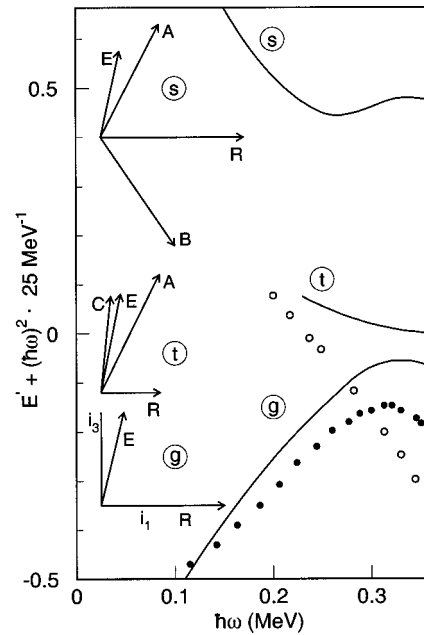 E' + (ħω)² · 25 MeV⁻¹
0.5
0
-0.5
A
E
s
s
R
B
C
E
A
t
t
R
i₃
E
g
g
i₁
R
0
0.1
0.2
0.3
ħω (MeV)